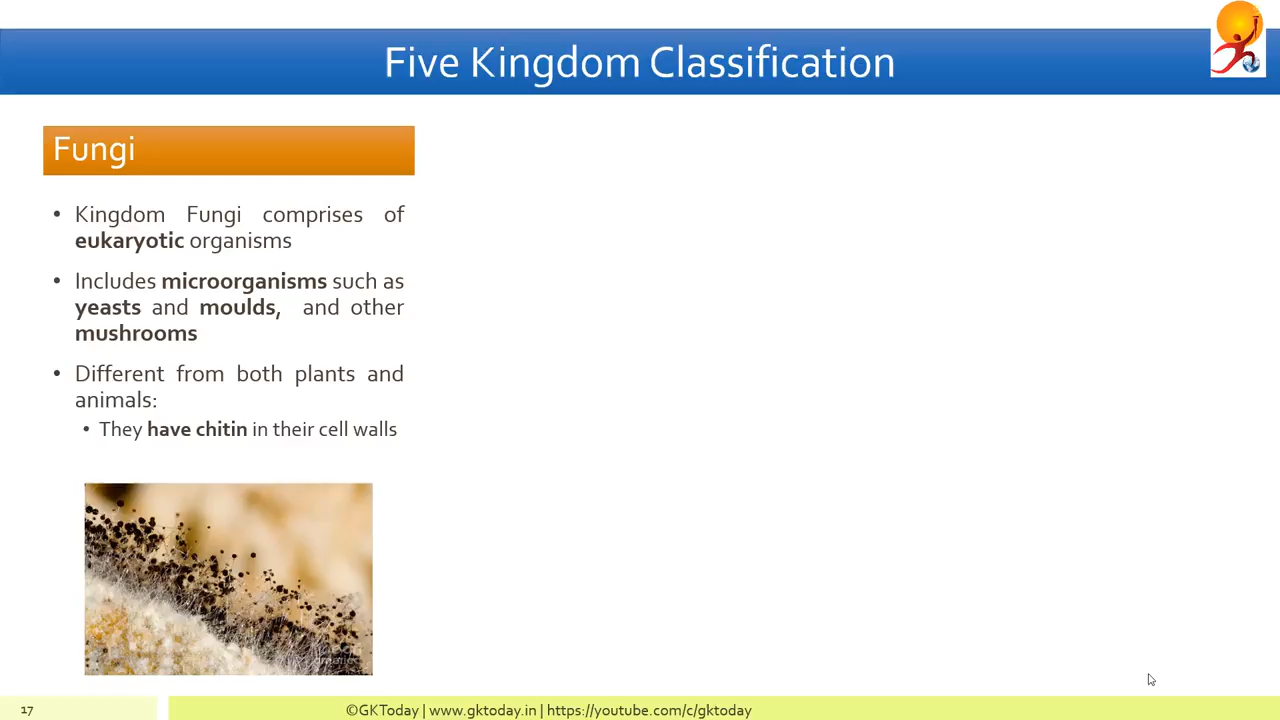 Five Kingdom Classification
Fungi
• Kingdom Fungi comprises of
eukaryotic organisms
• Includes microorganisms such as
yeasts and moulds, and other
mushrooms
• Different from both plants and
animals:
• They have chitin in their cell walls
17
©GKToday | www.gktoday.in | https://youtube.com/c/gktoday